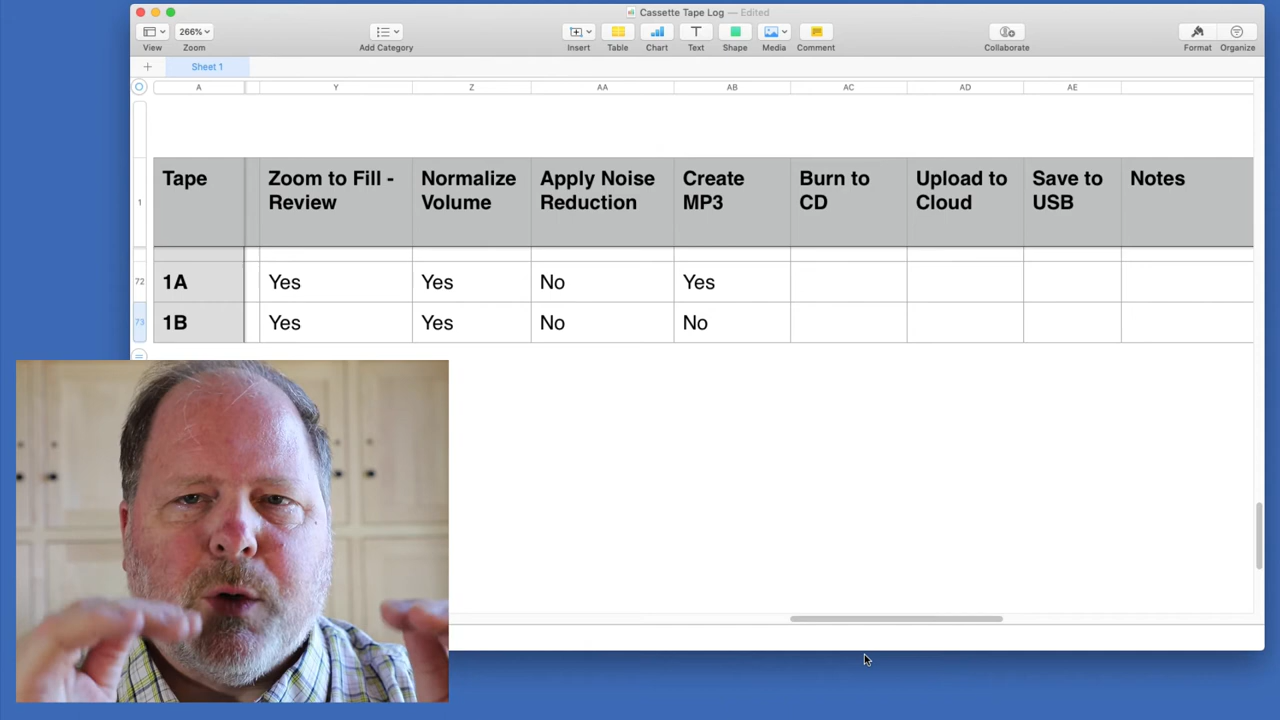 Cassette Tape Log — Edited
266%
View Zoom Add Category Insert Table Chart Text Shape Media Comment Collaborate Format Organize
Sheet 1
A Y Z AA AB AC AD AE
1
Tape Zoom to Fill - Normalize Apply Noise Create Burn to Upload to Save to Notes
Review Volume Reduction MP3 CD Cloud USB
72 1A Yes Yes No Yes
73 1B Yes Yes No No